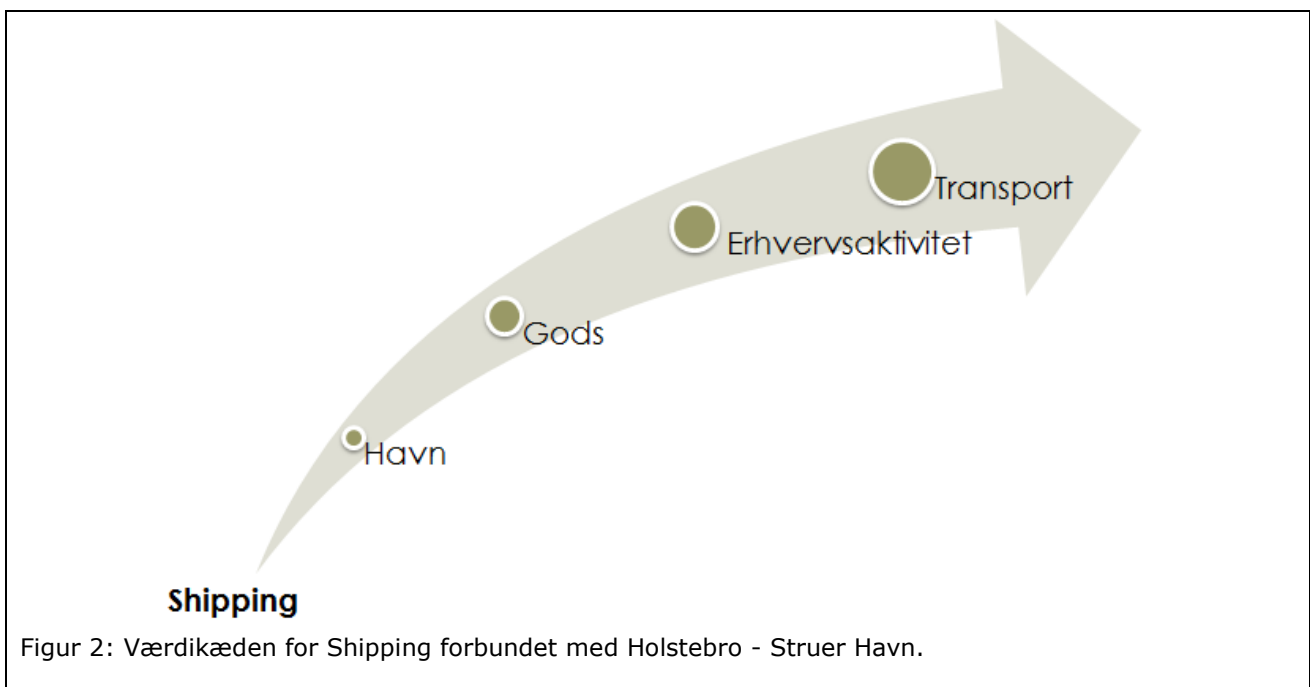 Transport
Erhvervsaktivitet
Gods
Havn
Shipping
Figur 2: Værdikæden for Shipping forbundet med Holstebro - Struer Havn.